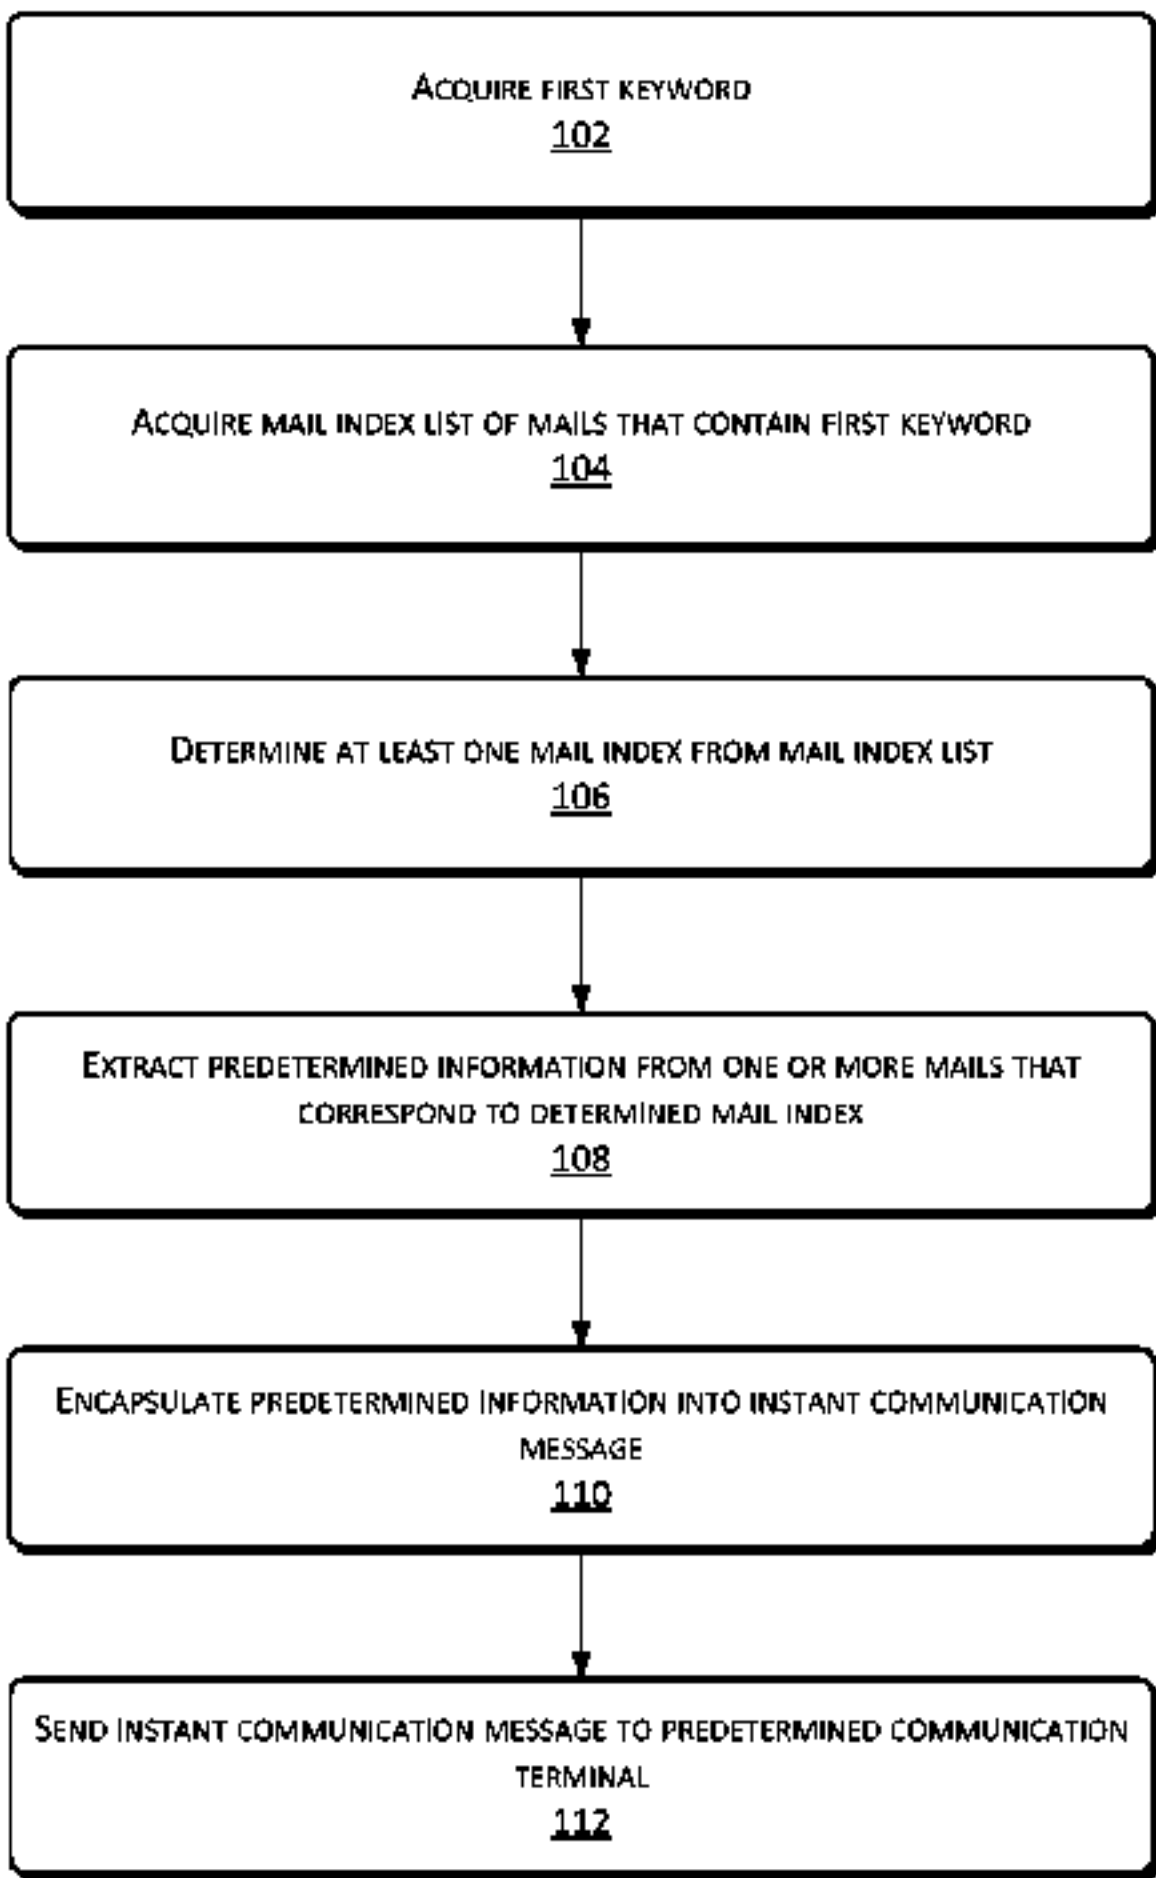 ACQUIRE FIRST KEYWORD
102
ACQUIRE MAIL INDEX LIST OF MAILS THAT CONTAIN FIRST KEYWORD
104
DETERMINE AT LEAST ONE MAIL INDEX FROM MAIL INDEX LIST
106
EXTRACT PREDETERMINED INFORMATION FROM ONE OR MORE MAILS THAT
CORRESPOND TO DETERMINED MAIL INDEX
108
ENCAPSULATE PREDETERMINED INFORMATION INTO INSTANT COMMUNICATION
MESSAGE
110
SEND INSTANT COMMUNICATION MESSAGE TO PREDETERMINED COMMUNICATION
TERMINAL
112